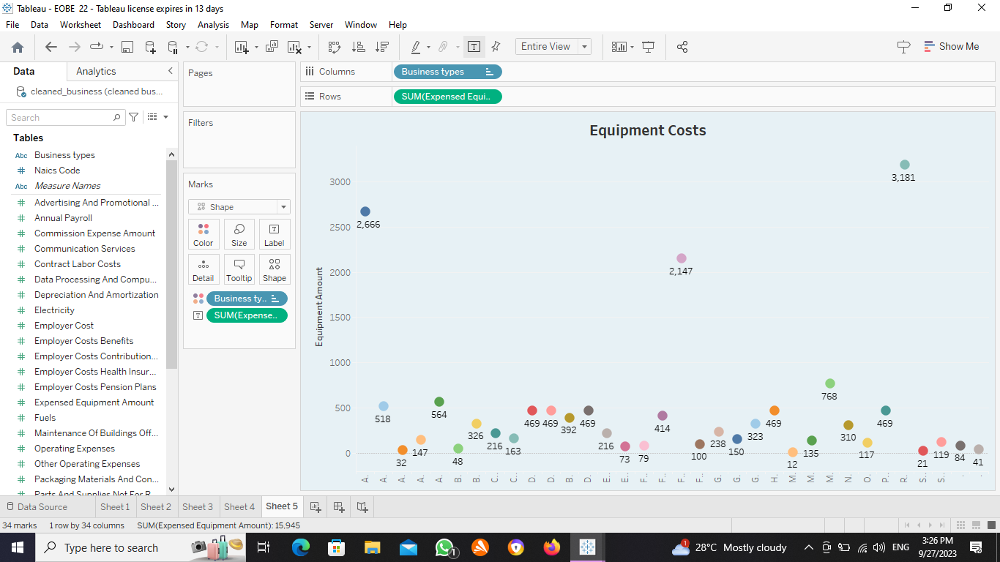 Tableau - EOBE 22 - Tableau license expires in 13 days
File Data Worksheet Dashboard Story Analysis Map Format Server Window Help
Entire View
Show Me
Data Analytics
cleaned_business (cleaned bus...
Search
Tables
Abc Business types
# Naics Code
Abc Measure Names
# Advertising And Promotional ...
# Annual Payroll
# Commission Expense Amount
# Communication Services
# Contract Labor Costs
# Data Processing And Compu...
# Depreciation And Amortization
# Electricity
# Employer Cost
# Employer Costs Benefits
# Employer Costs Contribution...
# Employer Costs Health Insur...
# Employer Costs Pension Plans
# Expensed Equipment Amount
# Fuels
# Maintenance Of Buildings Off...
# Operating Expenses
# Other Operating Expenses
# Packaging Materials And Con...
# Parts And Supplies Not For R...
Pages
Filters
Marks
Shape
Color Size Label
Detail Tooltip Shape
Business ty..
SUM(Expense..
Columns Business types
Rows SUM(Expensed Equi..
Equipment Costs
Equipment Amount
3000
2500
2000
1500
1000
500
0
2,666
518
32
147
564
48
326
216
163
469
469
392
469
216
73
79
414
2,147
100
238
150
323
469
12
135
768
310
117
469
3,181
21
119
84
41
A. A. A. A. A. B. B. C. C. D. D. B. D. E. E. F. F. F. F. G. G. G. H. M. M. M. N. O. P. R. S. S. . .
Data Source Sheet 1 Sheet 2 Sheet 3 Sheet 4 Sheet 5
34 marks 1 row by 34 columns SUM(Expensed Equipment Amount): 15,945
Type here to search
1
1
28°C Mostly cloudy
ENG
3:26 PM
9/27/2023